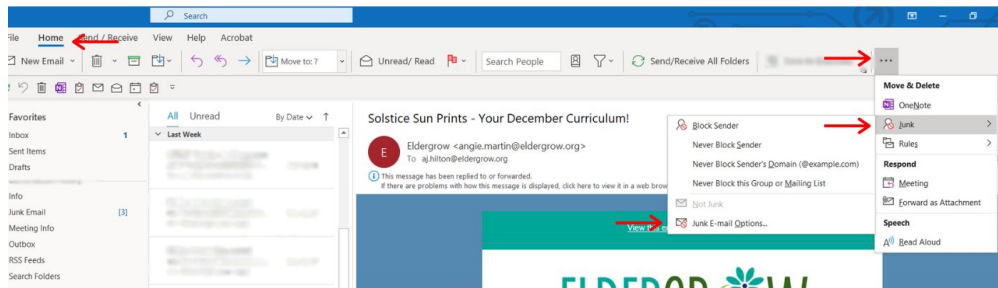 Search
File Home Send / Receive View Help Acrobat
New Email Move to: ? Unread/ Read Search People Send/Receive All Folders
Favorites
Inbox 1
Sent Items
Drafts
Info
Junk Email [3]
Meeting Info
Outbox
RSS Feeds
Search Folders
All Unread By Date
Last Week
Solstice Sun Prints - Your December Curriculum!
E
Eldergrow <angie.martin@eldergrow.org>
To aj.hilton@eldergrow.org
This message has been replied to or forwarded.
If there are problems with how this message is displayed, click here to view it in a web brow
View this e
ELDERGROW
Block Sender
Never Block Sender
Never Block Sender's Domain (@example.com)
Never Block this Group or Mailing List
Not Junk
Junk E-mail Options...
Move & Delete
OneNote
Junk
Rules
Respond
Meeting
Forward as Attachment
Speech
Read Aloud